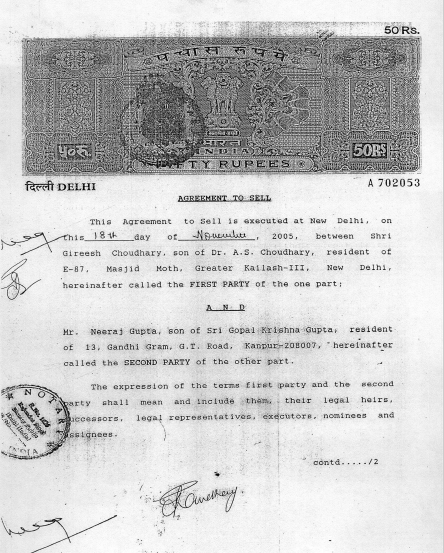 50 Rs.
पचास रुपये
भारत
INDIA
FIFTY RUPEES
५०रु.
50RS
दिल्ली DELHI
A 702053
AGREEMENT TO SELL
This Agreement to Sell is executed at New Delhi, on
this 18th day of November, 2005, between Shri
Gireesh Choudhary, son of Dr. A.S. Choudhary, resident of
E-87, Masjid Moth, Greater Kailash-III, New Delhi,
hereinafter called the FIRST PARTY of the one part;
A N D
Mr. Neeraj Gupta, son of Sri Gopal Krishna Gupta, resident
of 13, Gandhi Gram, G.T. Road, Kanpur-208007, hereinafter
called the SECOND PARTY of the other part.
The expression of the terms first party and the second
party shall mean and include them, their legal heirs,
successors, legal representatives, executors, nominees and
assignees.
NOTARY
INDIA
contd...../2